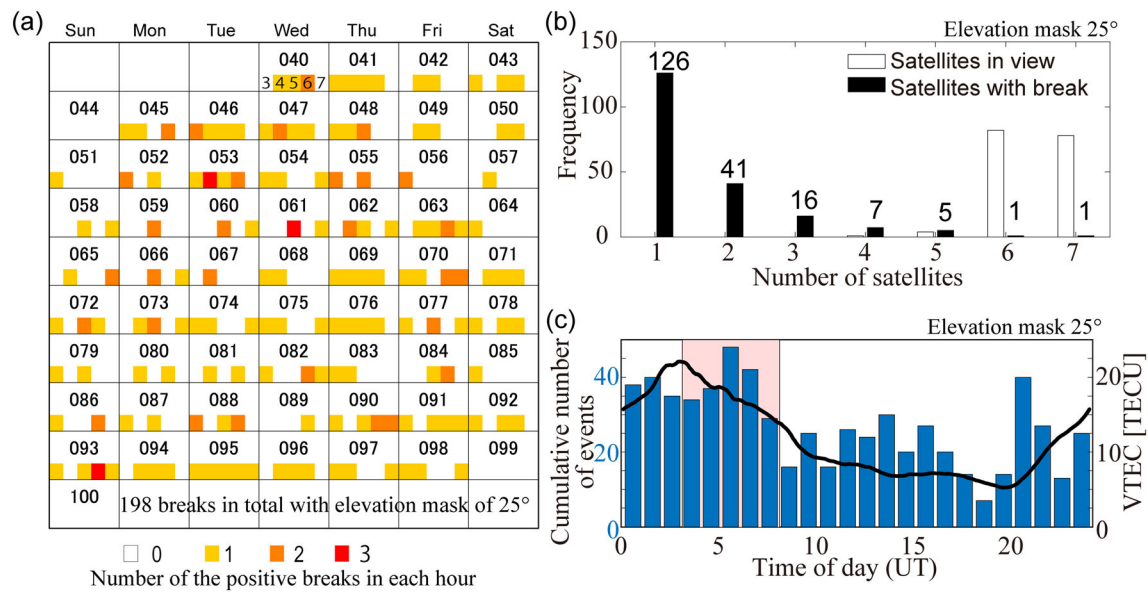 (a)
Sun Mon Tue Wed Thu Fri Sat
040 041 042 043
3 4 5 6 7
044 045 046 047 048 049 050
051 052 053 054 055 056 057
058 059 060 061 062 063 064
065 066 067 068 069 070 071
072 073 074 075 076 077 078
079 080 081 082 083 084 085
086 087 088 089 090 091 092
093 094 095 096 097 098 099
100 198 breaks in total with elevation mask of 25°
0 1 2 3
Number of the positive breaks in each hour
(b)
Elevation mask 25°
Frequency
150
100
50
0
Satellites in view
Satellites with break
126 41 16 7 5 1 1
1 2 3 4 5 6 7
Number of satellites
(c)
Elevation mask 25°
Cumulative number
of events
40
20
0
VTEC [TECU]
20
10
0
0 5 10 15 20
Time of day (UT)